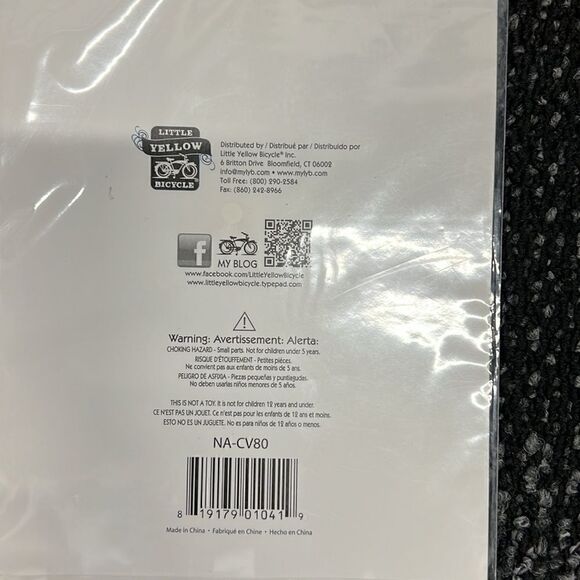 LITTLE
YELLOW
BICYCLE
Distributed by / Distribué par / Distribuido por
Little Yellow Bicycle® Inc.
6 Britton Drive Bloomfield, CT 06002
info@mylyb.com • www.mylyb.com
Toll Free: (800) 290-2584
Fax: (860) 242-8966
f
MY BLOG
www.facebook.com/LittleYellowBicycle
www.littleyellowbicycle.typepad.com
Warning: Avertissement: Alerta:
CHOKING HAZARD - Small parts. Not for children under 5 years.
RISQUE D'ÉTOUFFEMENT - Petites pièces.
Ne convient pas aux enfants de moins de 5 ans.
PELIGRO DE ASFIXIA - Piezas pequeñas y puntiagudas.
No deben usarlas niños menores de 5 años.
THIS IS NOT A TOY. It is not for children 12 years and under.
CE N'EST PAS UN JOUET. Ce n'est pas pour les enfants de 12 ans et moins.
ESTO NO ES UN JUGUETE. No es para niños de 12 años o menos.
NA-CV80
8 19179 01041 9
Made in China • Fabriqué en Chine • Hecho en China